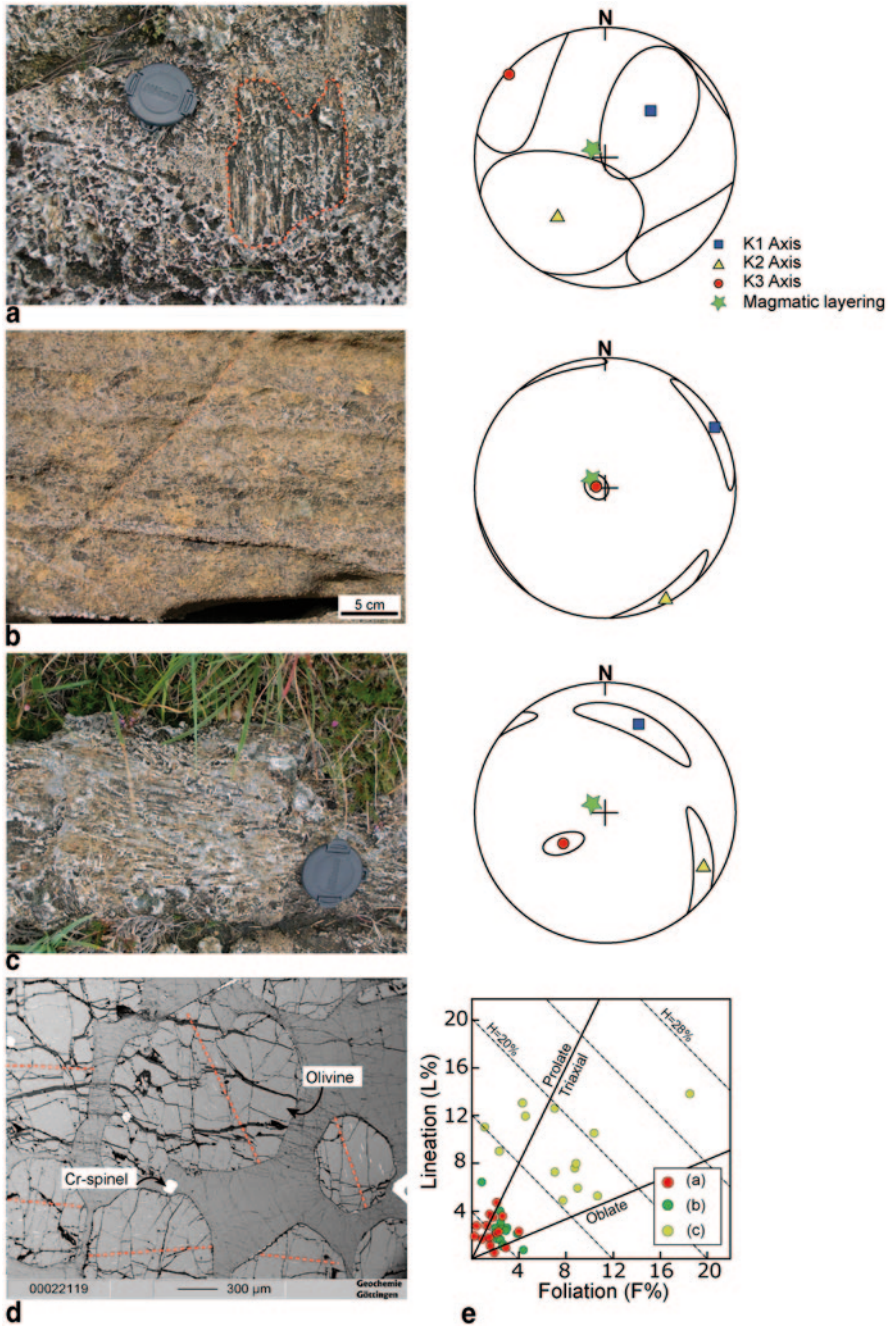 N
K1 Axis
K2 Axis
K3 Axis
Magmatic layering
a
N
5 cm
b
N
c
Olivine
Cr-spinel
00022119
300 µm
Geochemie
Göttingen
d
Lineation (L%)
20
16
12
8
4
H=20%
H=28%
Prolate
Triaxial
Oblate
(a)
(b)
(c)
4
8
12
16
20
Foliation (F%)
e